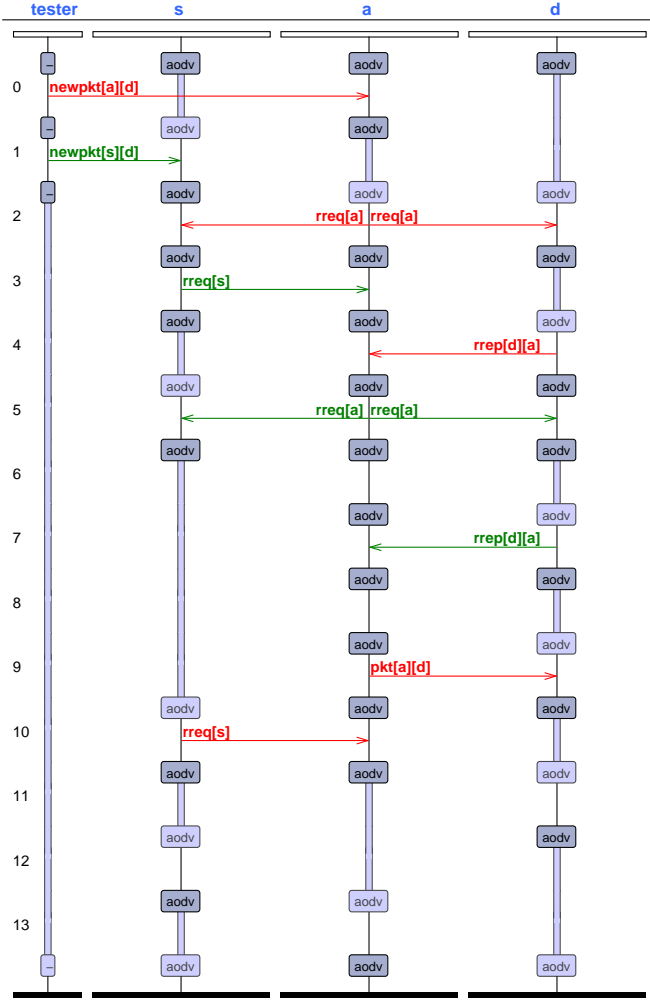 tester s a d
– aodv aodv aodv
0 newpkt[a][d]
– aodv aodv
1 newpkt[s][d]
– aodv aodv aodv
2 rreq[a] rreq[a]
aodv aodv aodv
3 rreq[s]
aodv aodv
4 rrep[d][a]
aodv aodv aodv
5 rreq[a] rreq[a]
aodv aodv aodv
6
aodv aodv
7 rrep[d][a]
aodv aodv
8
aodv aodv
9 pkt[a][d]
aodv aodv aodv
10 rreq[s]
aodv aodv aodv
11
aodv aodv
12
aodv aodv
13
– aodv aodv aodv